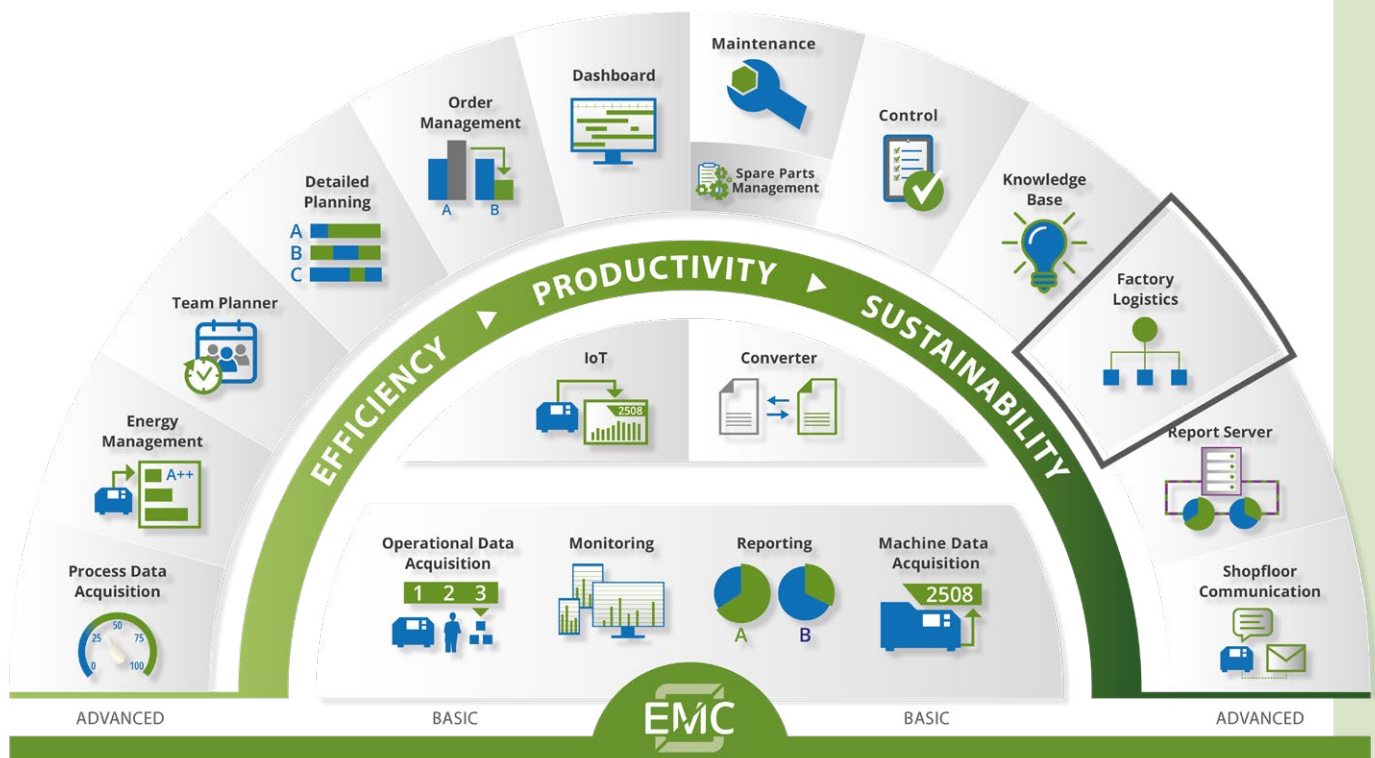 Maintenance
Dashboard
Order
Management
A
B
Control
Spare Parts
Management
Detailed
Planning
A
B
C
Knowledge
Base
Team Planner
Factory
Logistics
EFFICIENCY
PRODUCTIVITY
SUSTAINABILITY
IoT
2508
Converter
Energy
Management
A++
Report Server
Operational Data
Acquisition
1 2 3
Monitoring
Reporting
A
B
Machine Data
Acquisition
2508
Process Data
Acquisition
0
25
50
75
100
Shopfloor
Communication
ADVANCED
BASIC
EMC
BASIC
ADVANCED